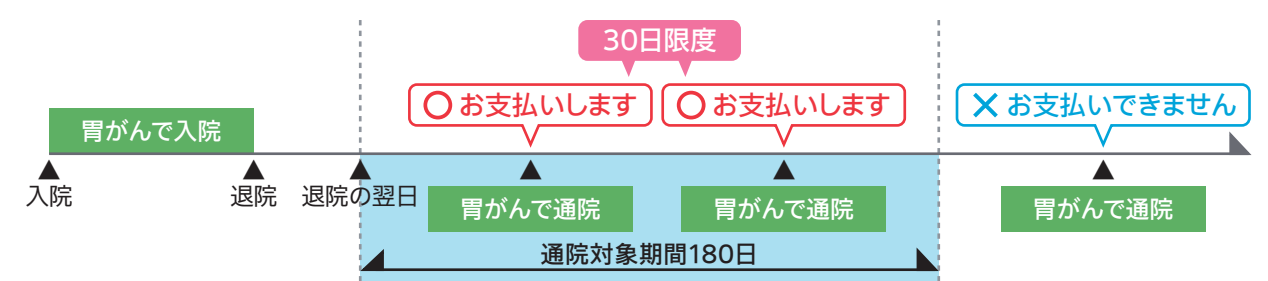 30日限度
○お支払いします
○お支払いします
×お支払いできません
胃がんで入院
入院
退院
退院の翌日
胃がんで通院
胃がんで通院
胃がんで通院
通院対象期間180日